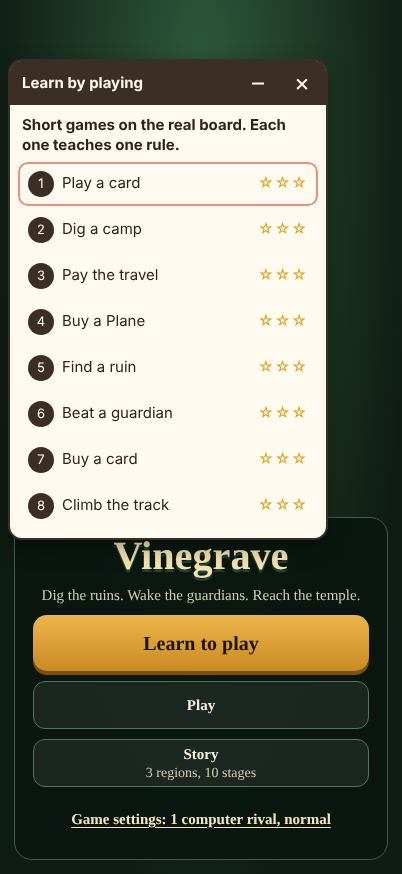 Learn by playing
Short games on the real board. Each
one teaches one rule.
1 Play a card
2 Dig a camp
3 Pay the travel
4 Buy a Plane
5 Find a ruin
6 Beat a guardian
7 Buy a card
8 Climb the track
Vinegrave
Dig the ruins. Wake the guardians. Reach the temple.
Learn to play
Play
Story
3 regions, 10 stages
Game settings: 1 computer rival, normal